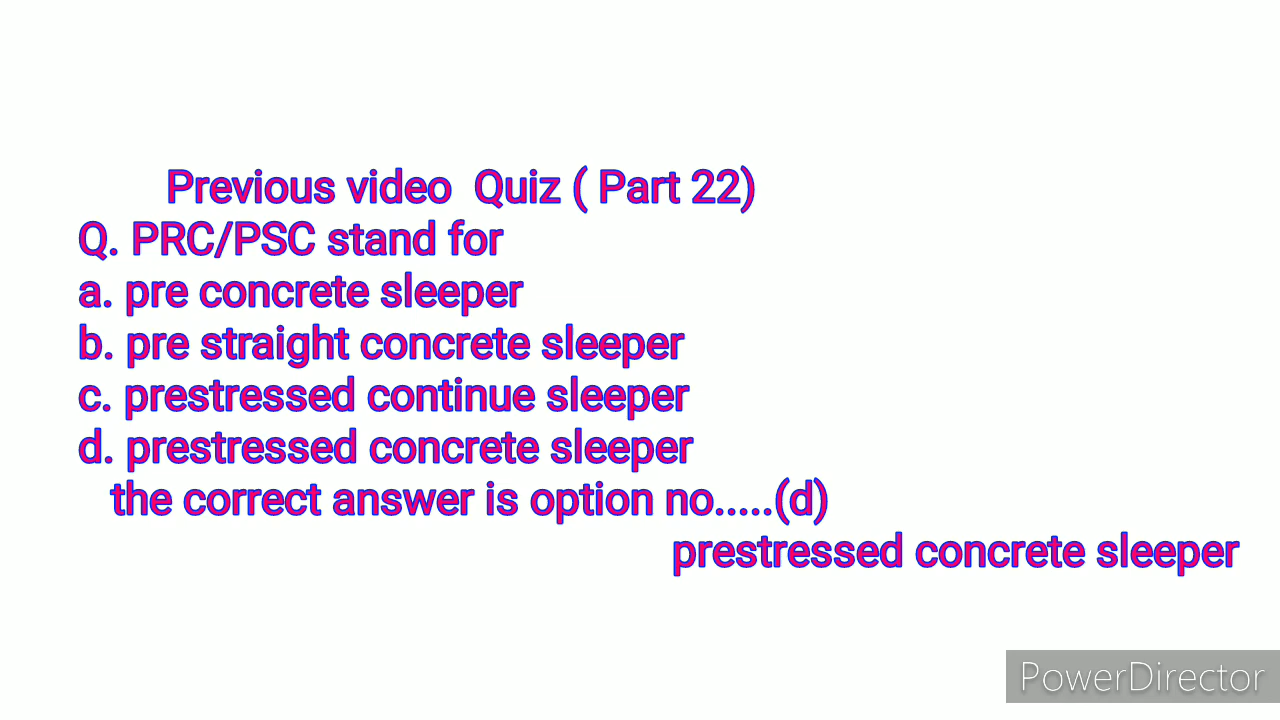 Previous video Quiz ( Part 22)
Q. PRC/PSC stand for
a. pre concrete sleeper
b. pre straight concrete sleeper
c. prestressed continue sleeper
d. prestressed concrete sleeper
the correct answer is option no.....(d)
prestressed concrete sleeper
PowerDirector